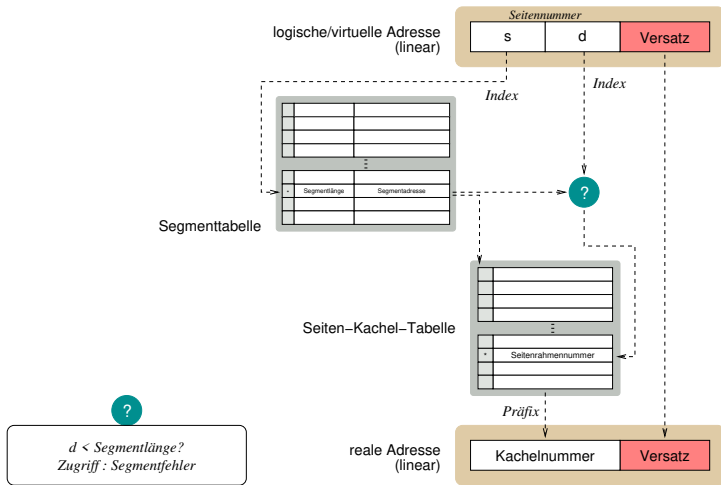 Seitennummer
logische/virtuelle Adresse
(linear)
s d Versatz
Index Index
* Segmentlänge Segmentadresse
?
Segmenttabelle
Seiten−Kachel−Tabelle
* Seitenrahmennummer
?
Präfix
d < Segmentlänge?
Zugriff : Segmentfehler
reale Adresse
(linear)
Kachelnummer Versatz